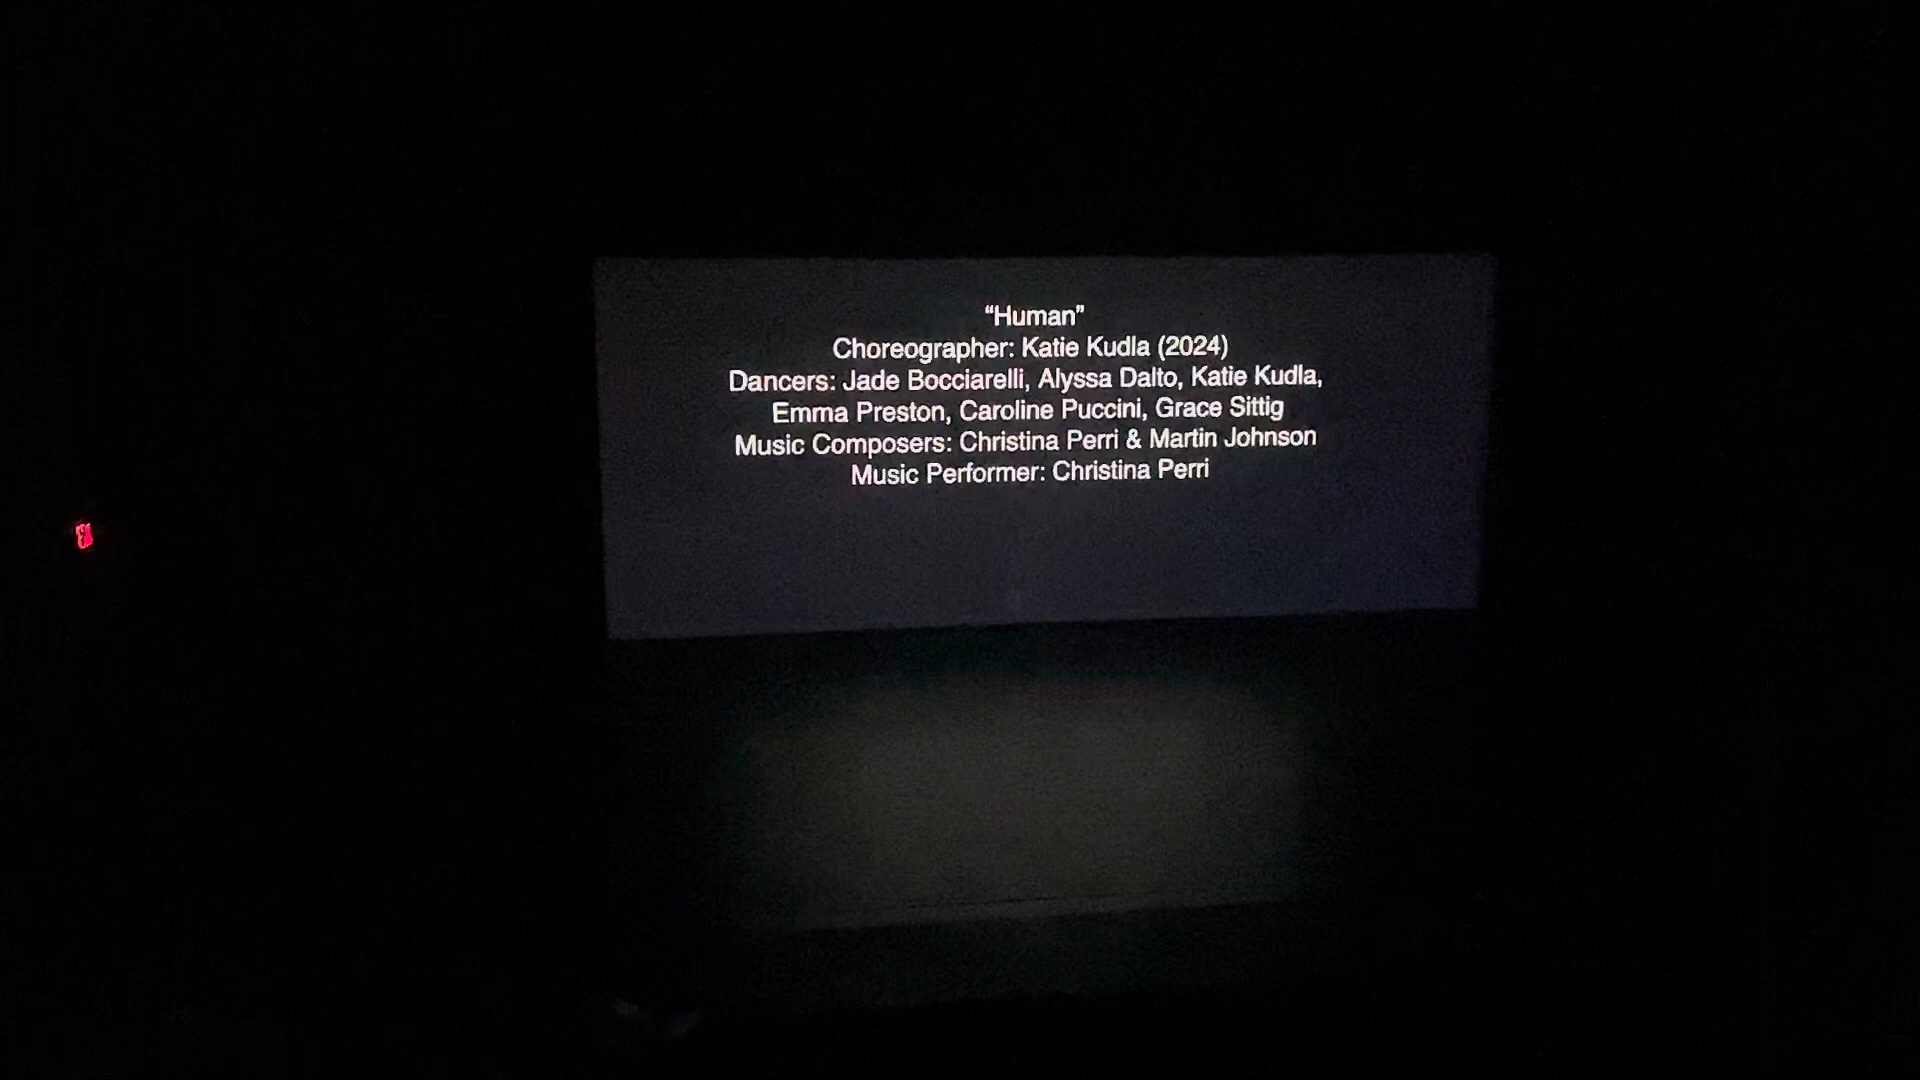 “Human”
Choreographer: Katie Kudla (2024)
Dancers: Jade Bocciarelli, Alyssa Dalto, Katie Kudla,
Emma Preston, Caroline Puccini, Grace Sittig
Music Composers: Christina Perri & Martin Johnson
Music Performer: Christina Perri